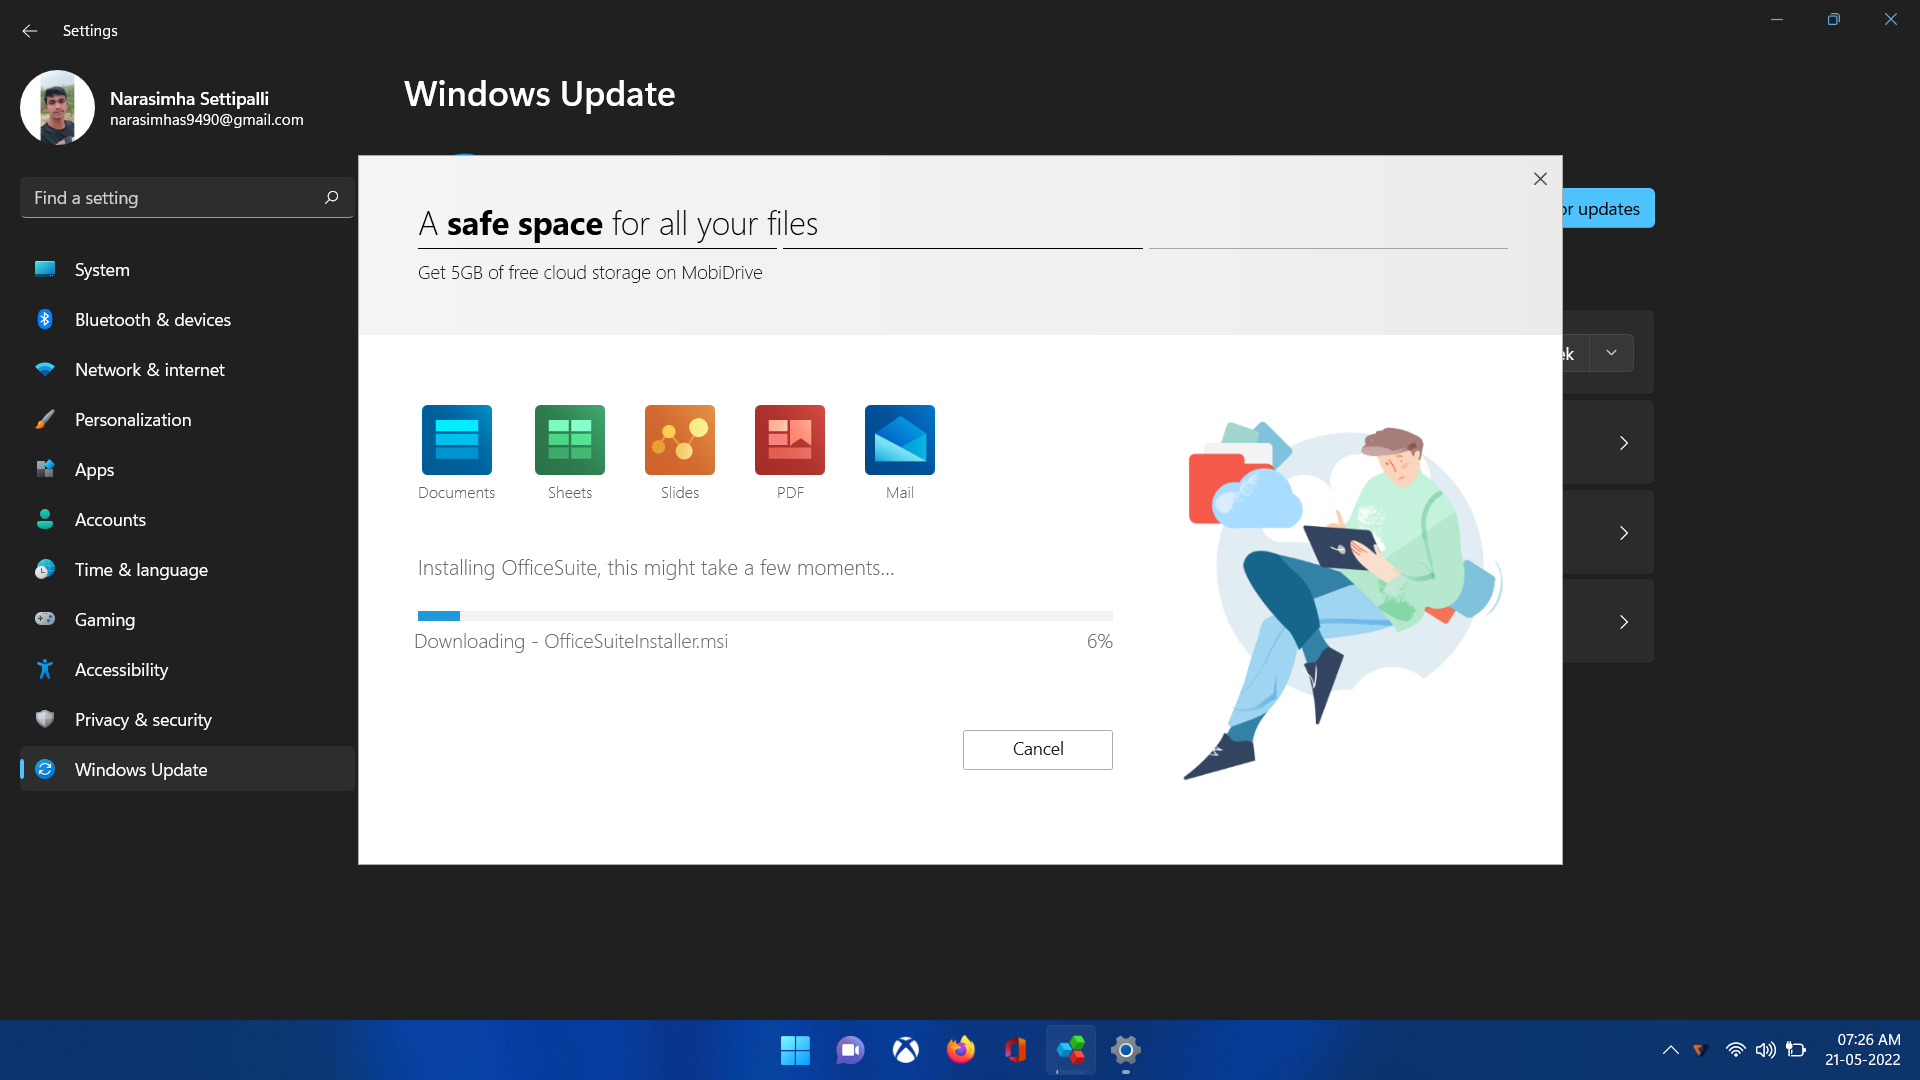 Settings
Narasimha Settipalli
narasimhas9490@gmail.com
Find a setting
System
Bluetooth & devices
Network & internet
Personalization
Apps
Accounts
Time & language
Gaming
Accessibility
Privacy & security
Windows Update
Windows Update
updates
A safe space for all your files
Get 5GB of free cloud storage on MobiDrive
Documents
Sheets
Slides
PDF
Mail
Installing OfficeSuite, this might take a few moments...
Downloading - OfficeSuiteInstaller.msi
6%
Cancel
07:26 AM
21-05-2022